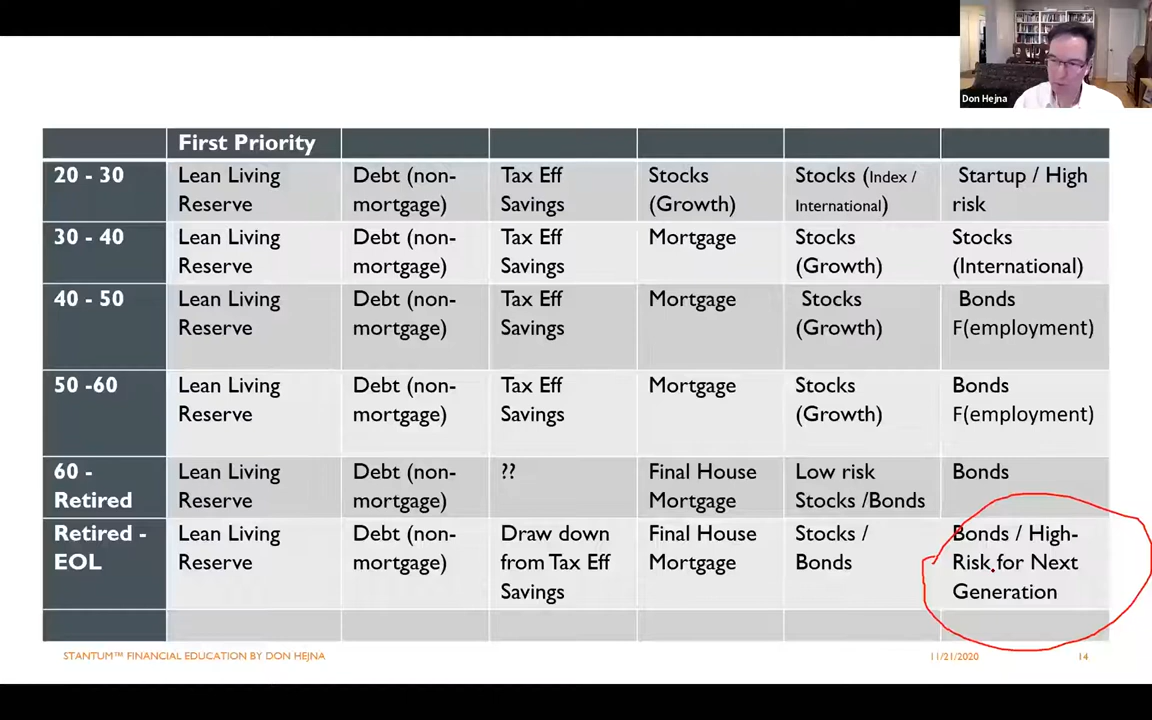 Don Hejna
First Priority
20 - 30
Lean Living
Reserve
Debt (non-
mortgage)
Tax Eff
Savings
Stocks
(Growth)
Stocks (Index /
International)
Startup / High
risk
30 - 40
Lean Living
Reserve
Debt (non-
mortgage)
Tax Eff
Savings
Mortgage
Stocks
(Growth)
Stocks
(International)
40 - 50
Lean Living
Reserve
Debt (non-
mortgage)
Tax Eff
Savings
Mortgage
Stocks
(Growth)
Bonds
F(employment)
50 -60
Lean Living
Reserve
Debt (non-
mortgage)
Tax Eff
Savings
Mortgage
Stocks
(Growth)
Bonds
F(employment)
60 -
Retired
Lean Living
Reserve
Debt (non-
mortgage)
??
Final House
Mortgage
Low risk
Stocks /Bonds
Bonds
Retired -
EOL
Lean Living
Reserve
Debt (non-
mortgage)
Draw down
from Tax Eff
Savings
Final House
Mortgage
Stocks /
Bonds
Bonds / High-
Risk for Next
Generation
STANTUM™ FINANCIAL EDUCATION BY DON HEJNA
11/21/2020
14